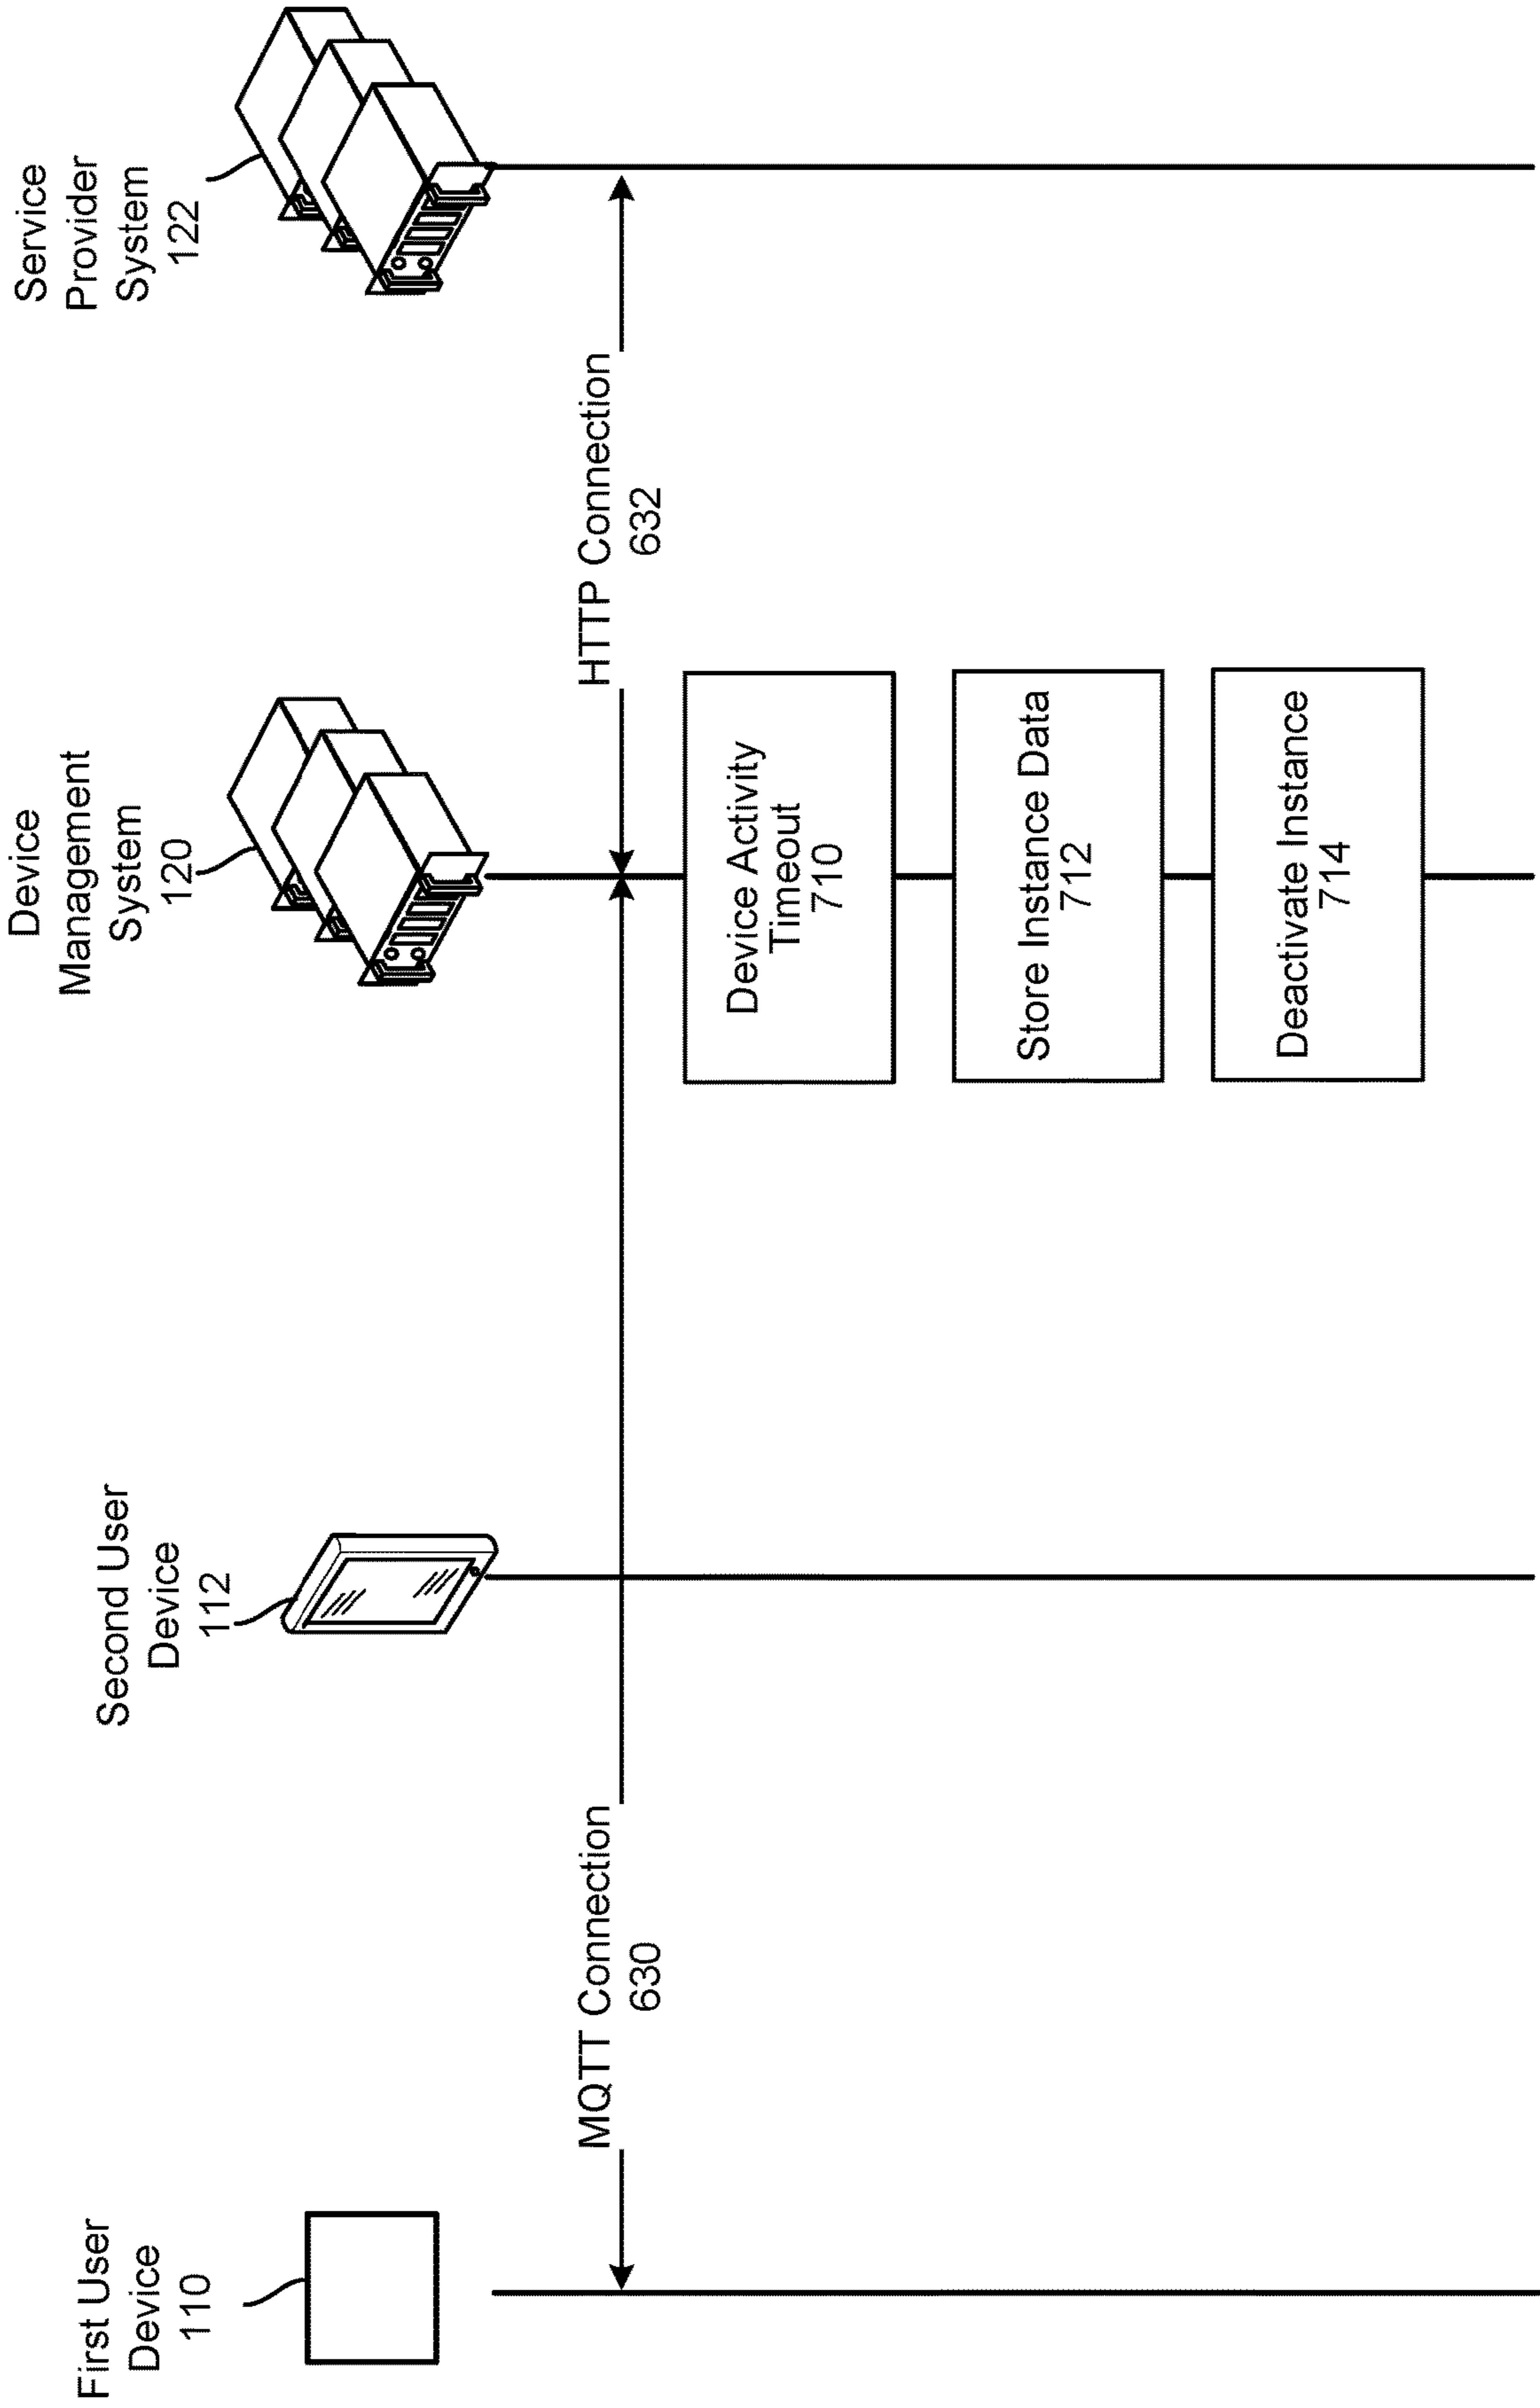 First User
Device
110
Second User
Device
112
Device
Management
System
120
Service
Provider
System
122
MQTT Connection
630
HTTP Connection
632
Device Activity
Timeout
710
Store Instance Data
712
Deactivate Instance
714